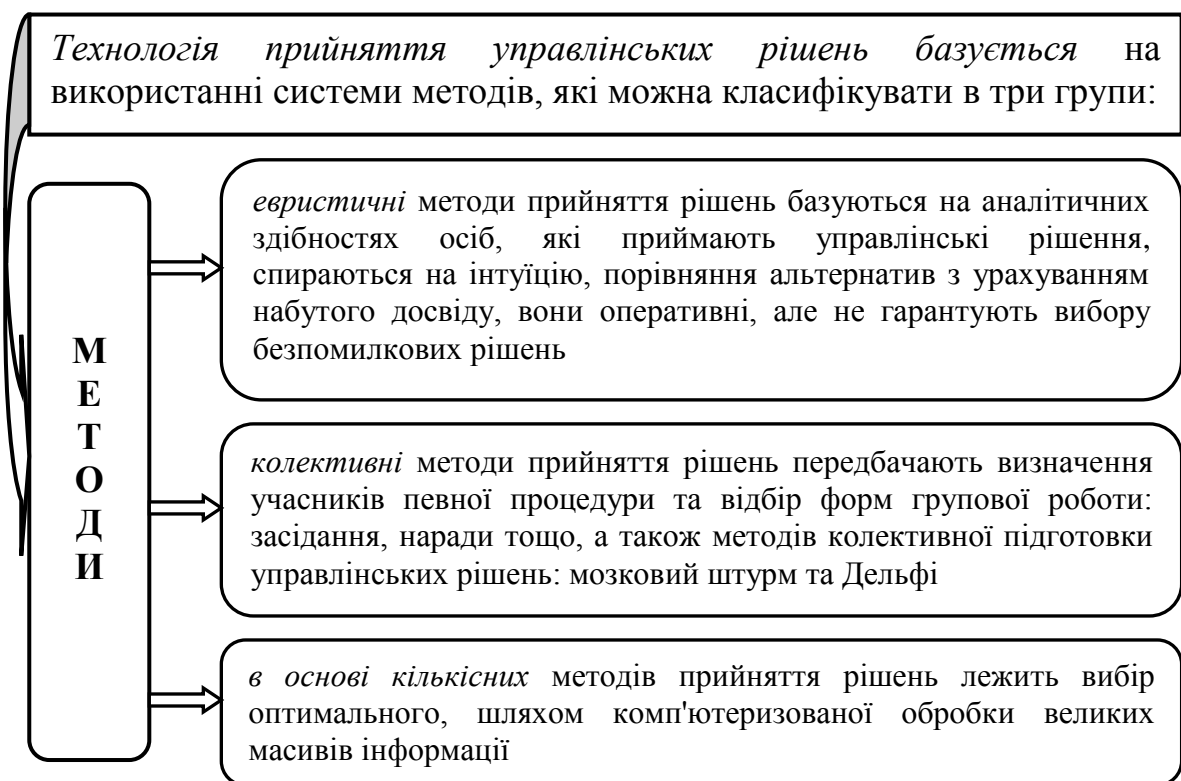 Технологія прийняття управлінських рішень базується на
використанні системи методів, які можна класифікувати в три групи:
МЕТОДИ
евристичні методи прийняття рішень базуються на аналітичних
здібностях осіб, які приймають управлінські рішення,
спираються на інтуїцію, порівняння альтернатив з урахуванням
набутого досвіду, вони оперативні, але не гарантують вибору
безпомилкових рішень
колективні методи прийняття рішень передбачають визначення
учасників певної процедури та відбір форм групової роботи:
засідання, наради тощо, а також методів колективної підготовки
управлінських рішень: мозковий штурм та Дельфі
в основі кількісних методів прийняття рішень лежить вибір
оптимального, шляхом комп'ютеризованої обробки великих
масивів інформації